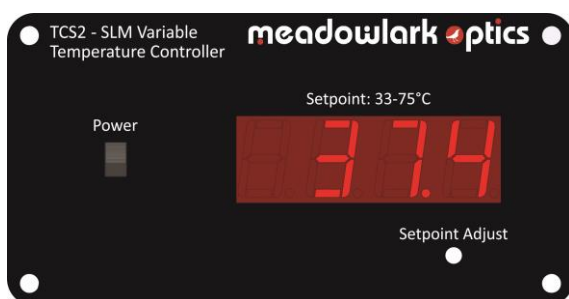 TCS2 - SLM Variable
Temperature Controller
meadowlark optics
Setpoint: 33-75°C
Power
37.4
Setpoint Adjust